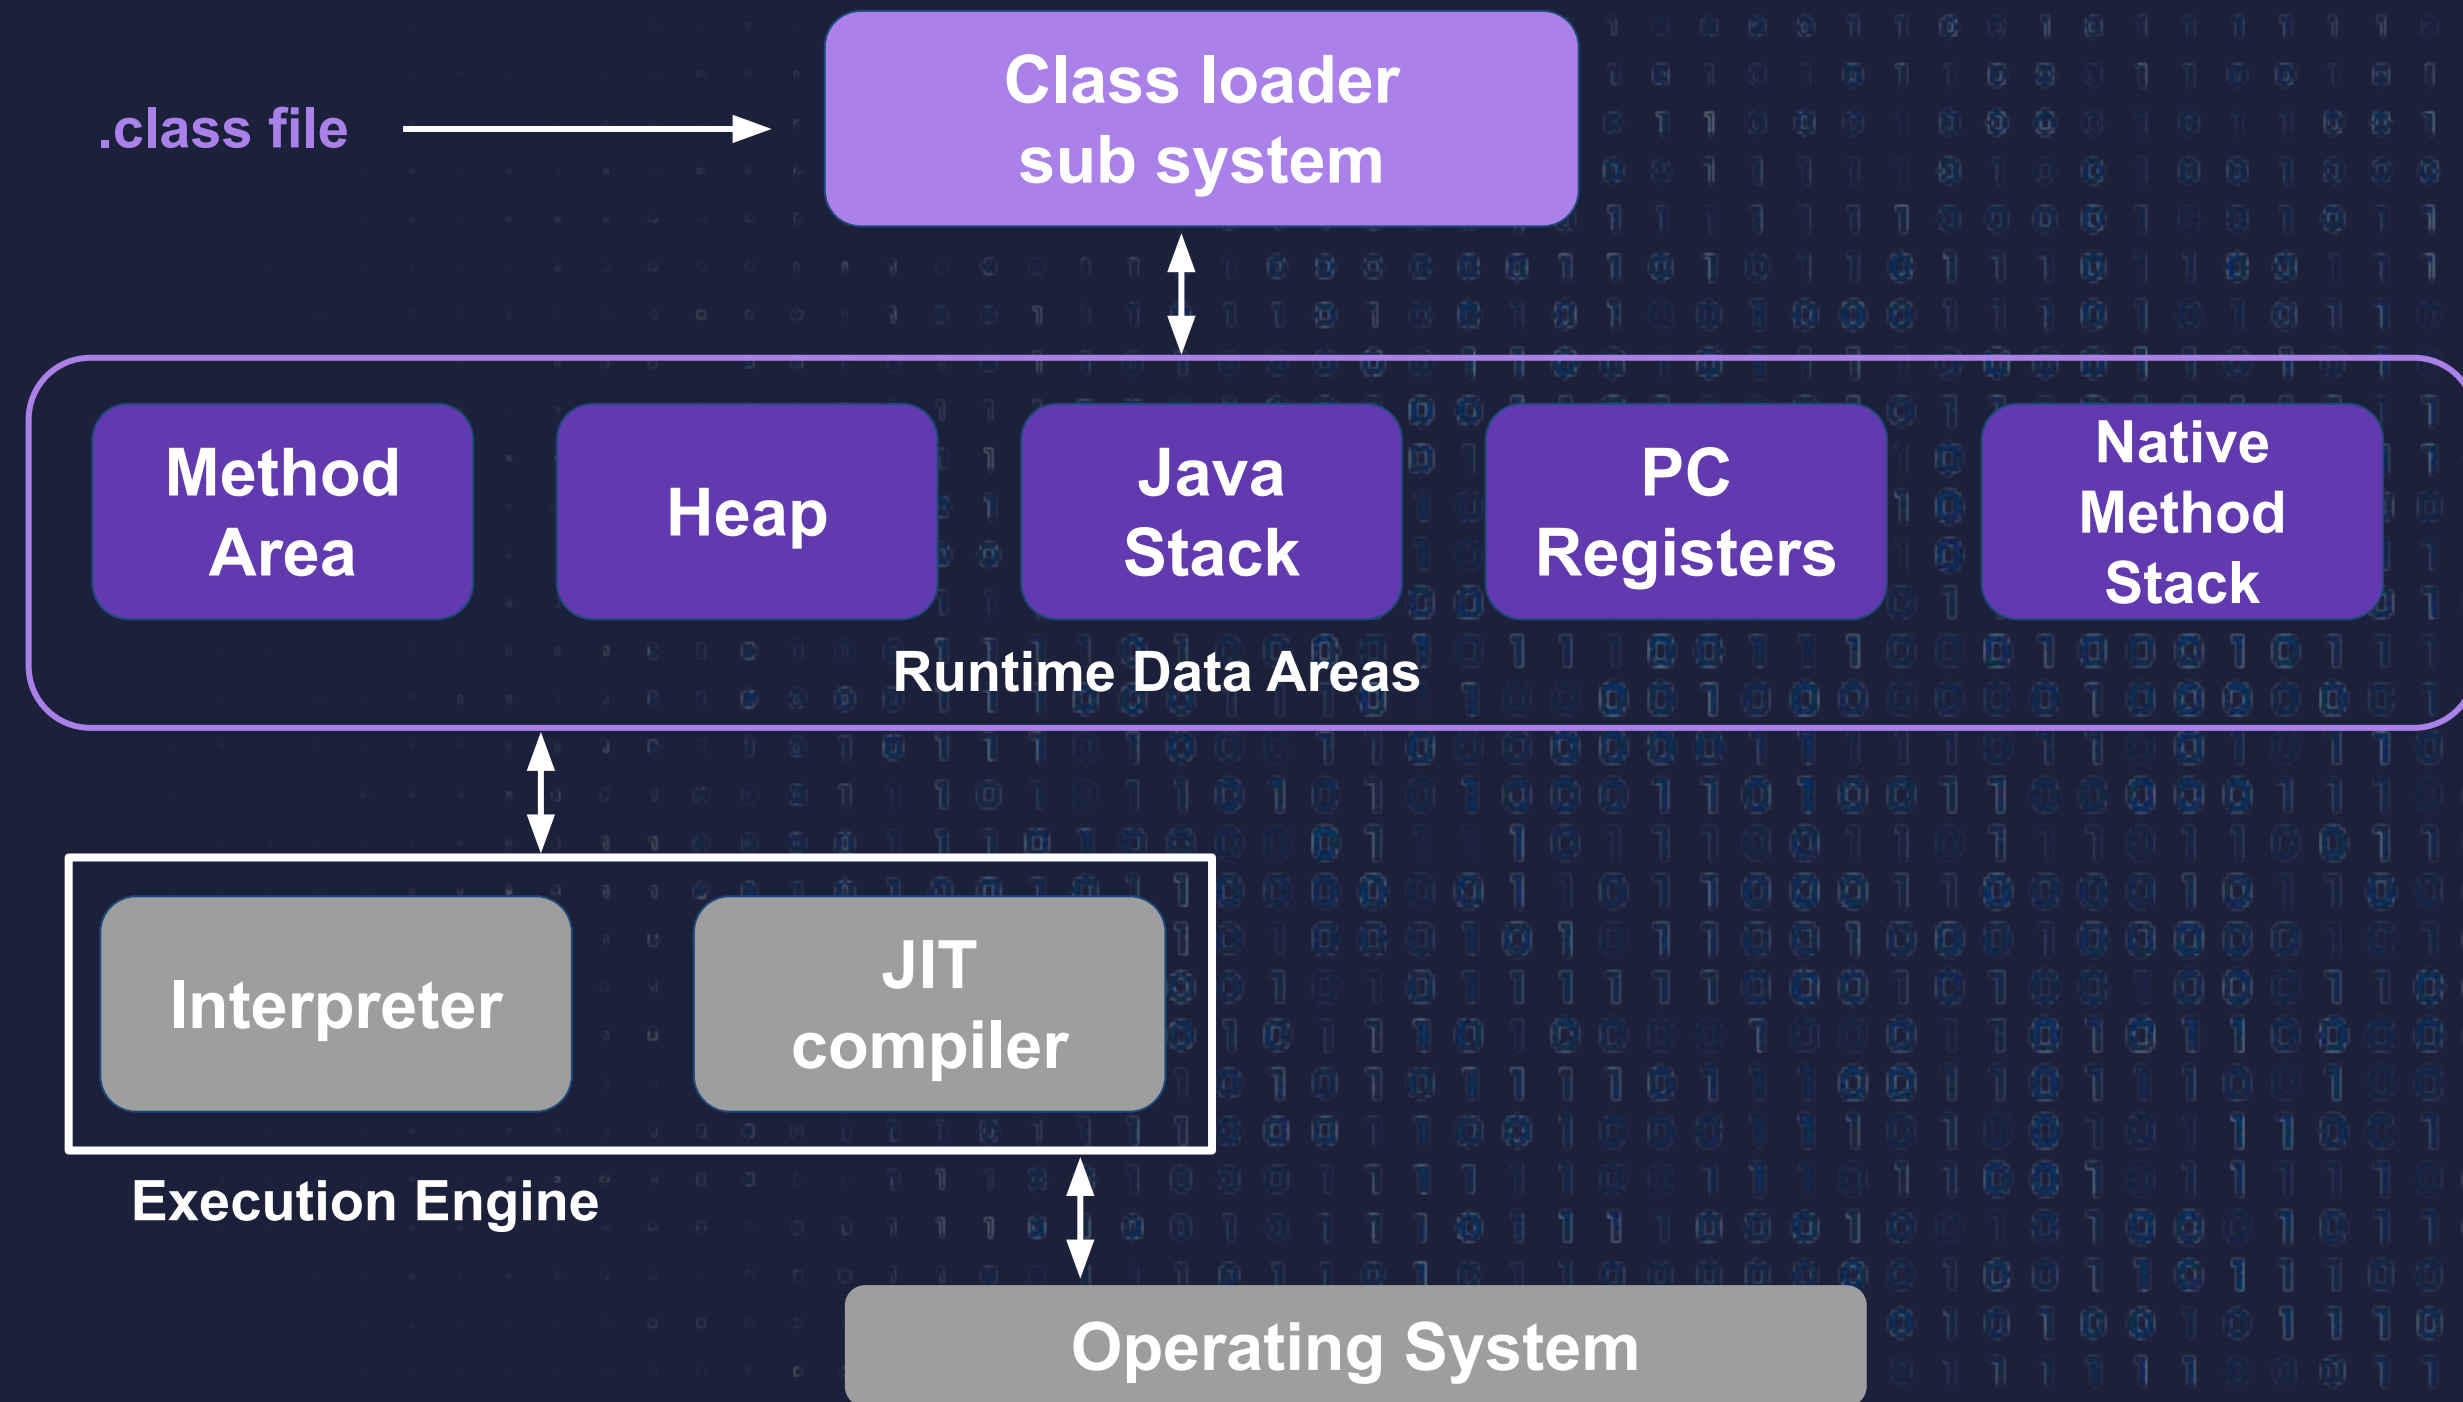 .class file
Class loader
sub system
Method
Area
Heap
Java
Stack
PC
Registers
Native
Method
Stack
Runtime Data Areas
Interpreter
JIT
compiler
Execution Engine
Operating System